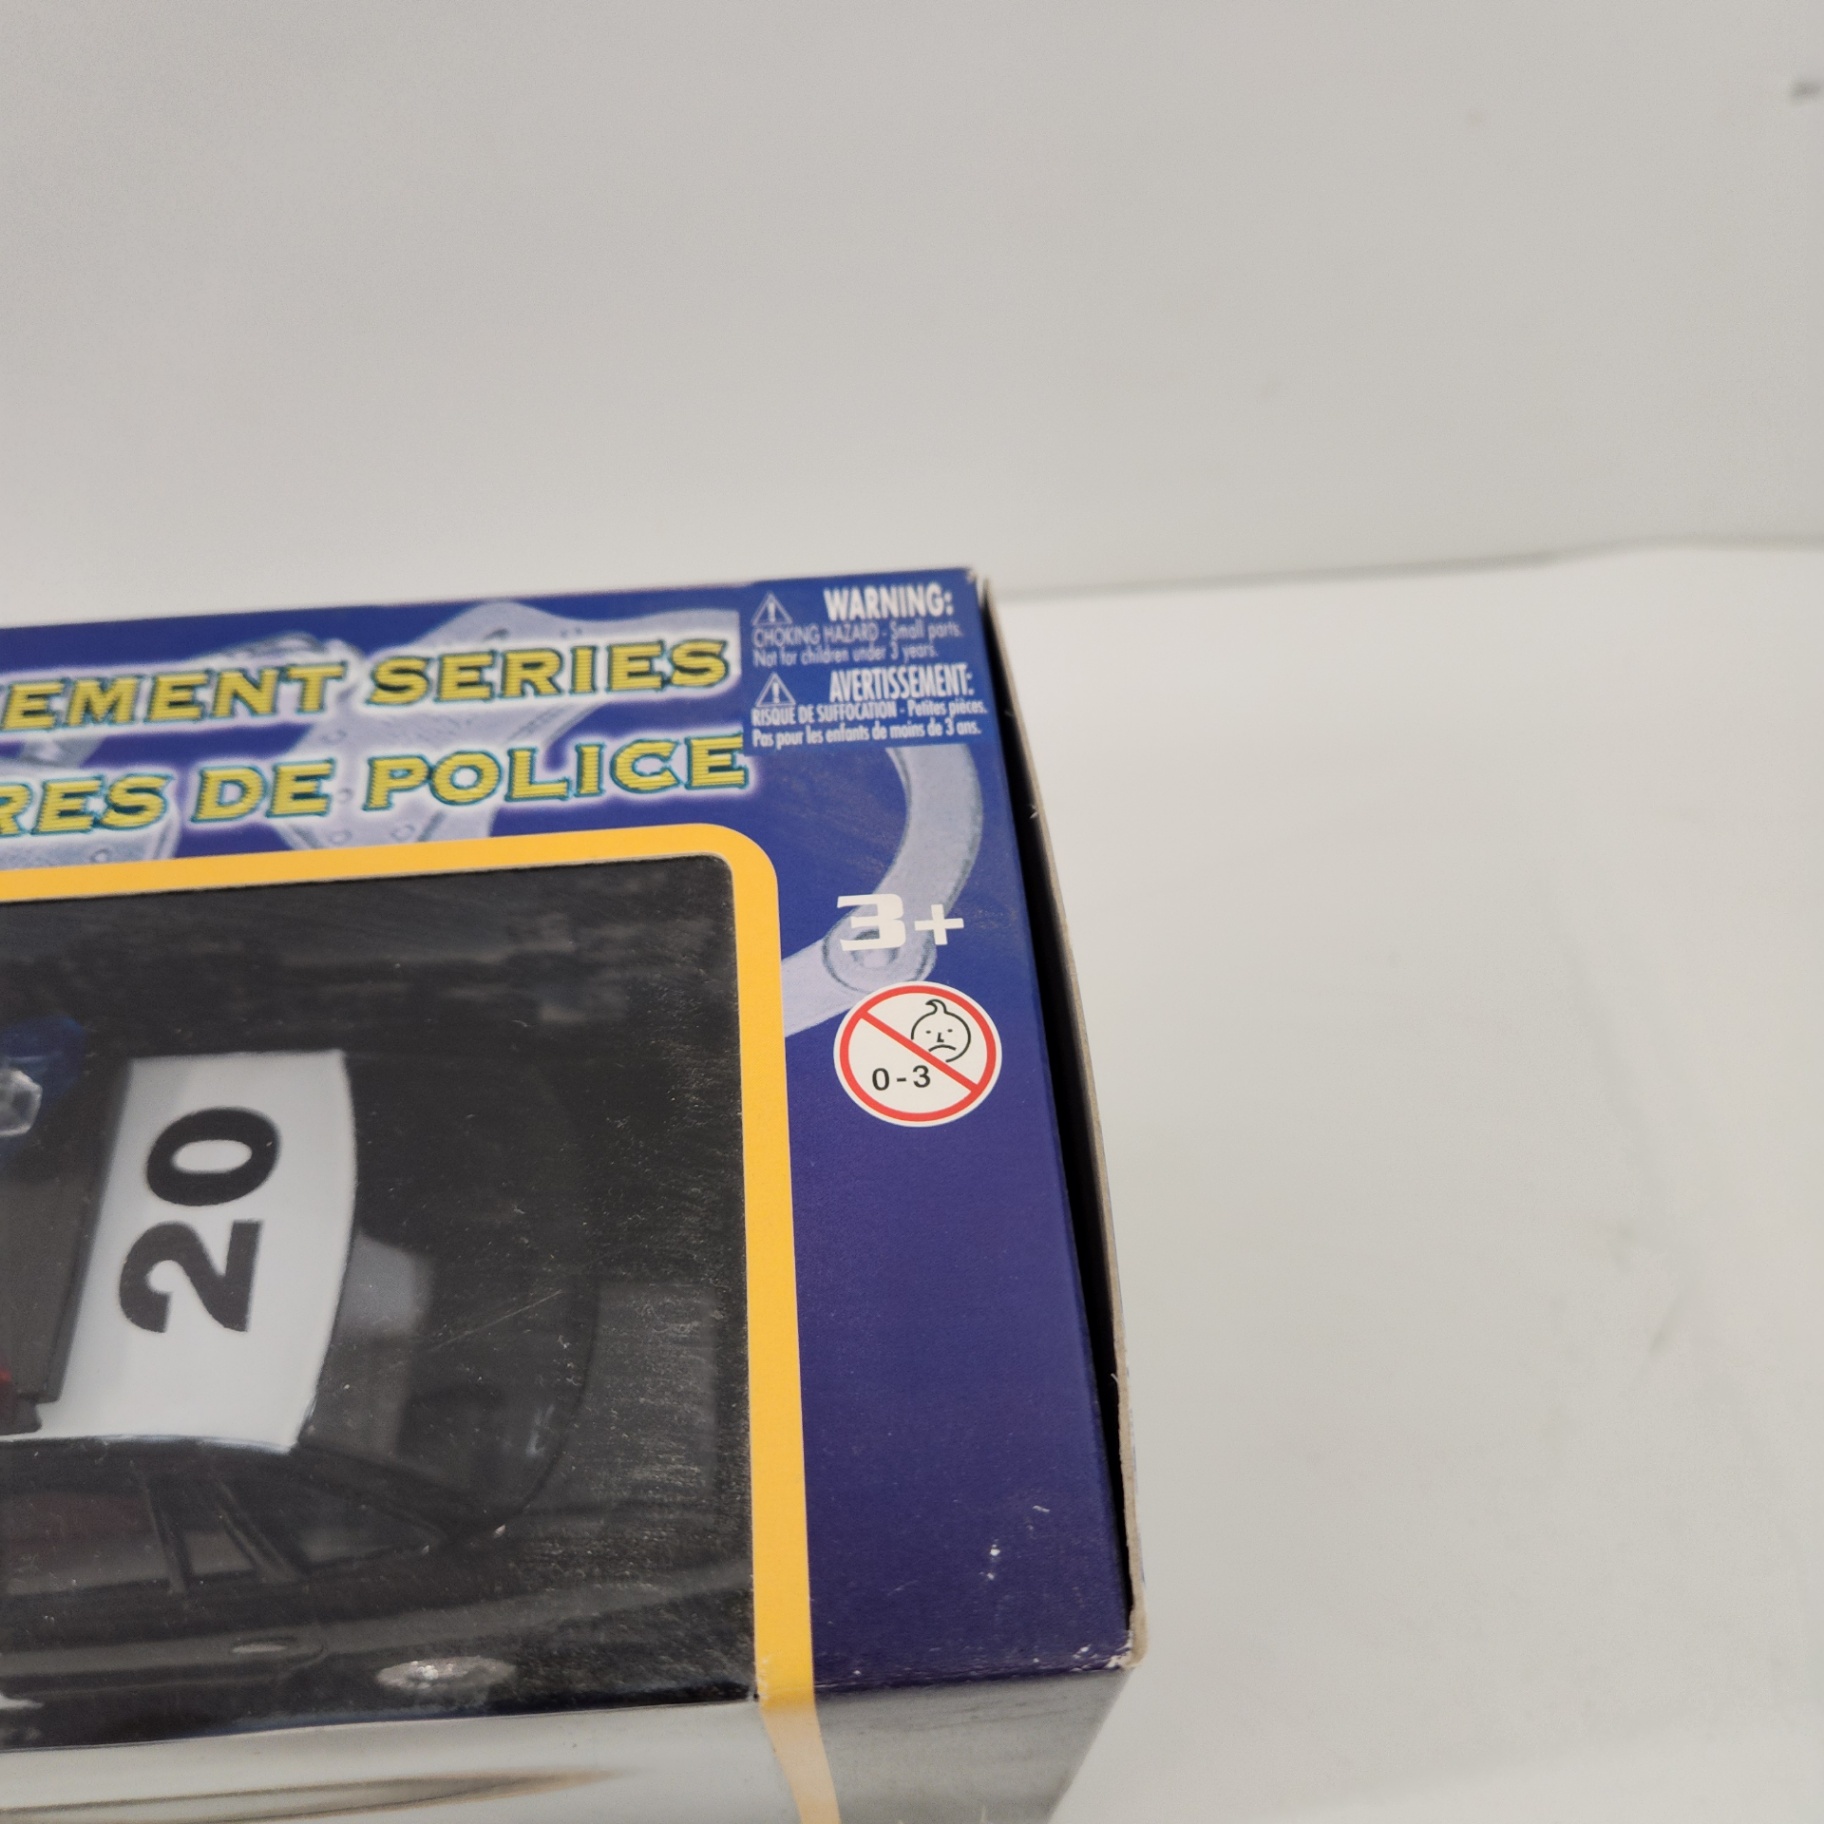 EMENT SERIES
RES DE POLICE
WARNING:
CHOKING HAZARD - Small parts.
Not for children under 3 years.
AVERTISSEMENT:
RISQUE DE SUFFOCATION - Petites pièces.
Pas pour les enfants de moins de 3 ans.
3+
0-3
20